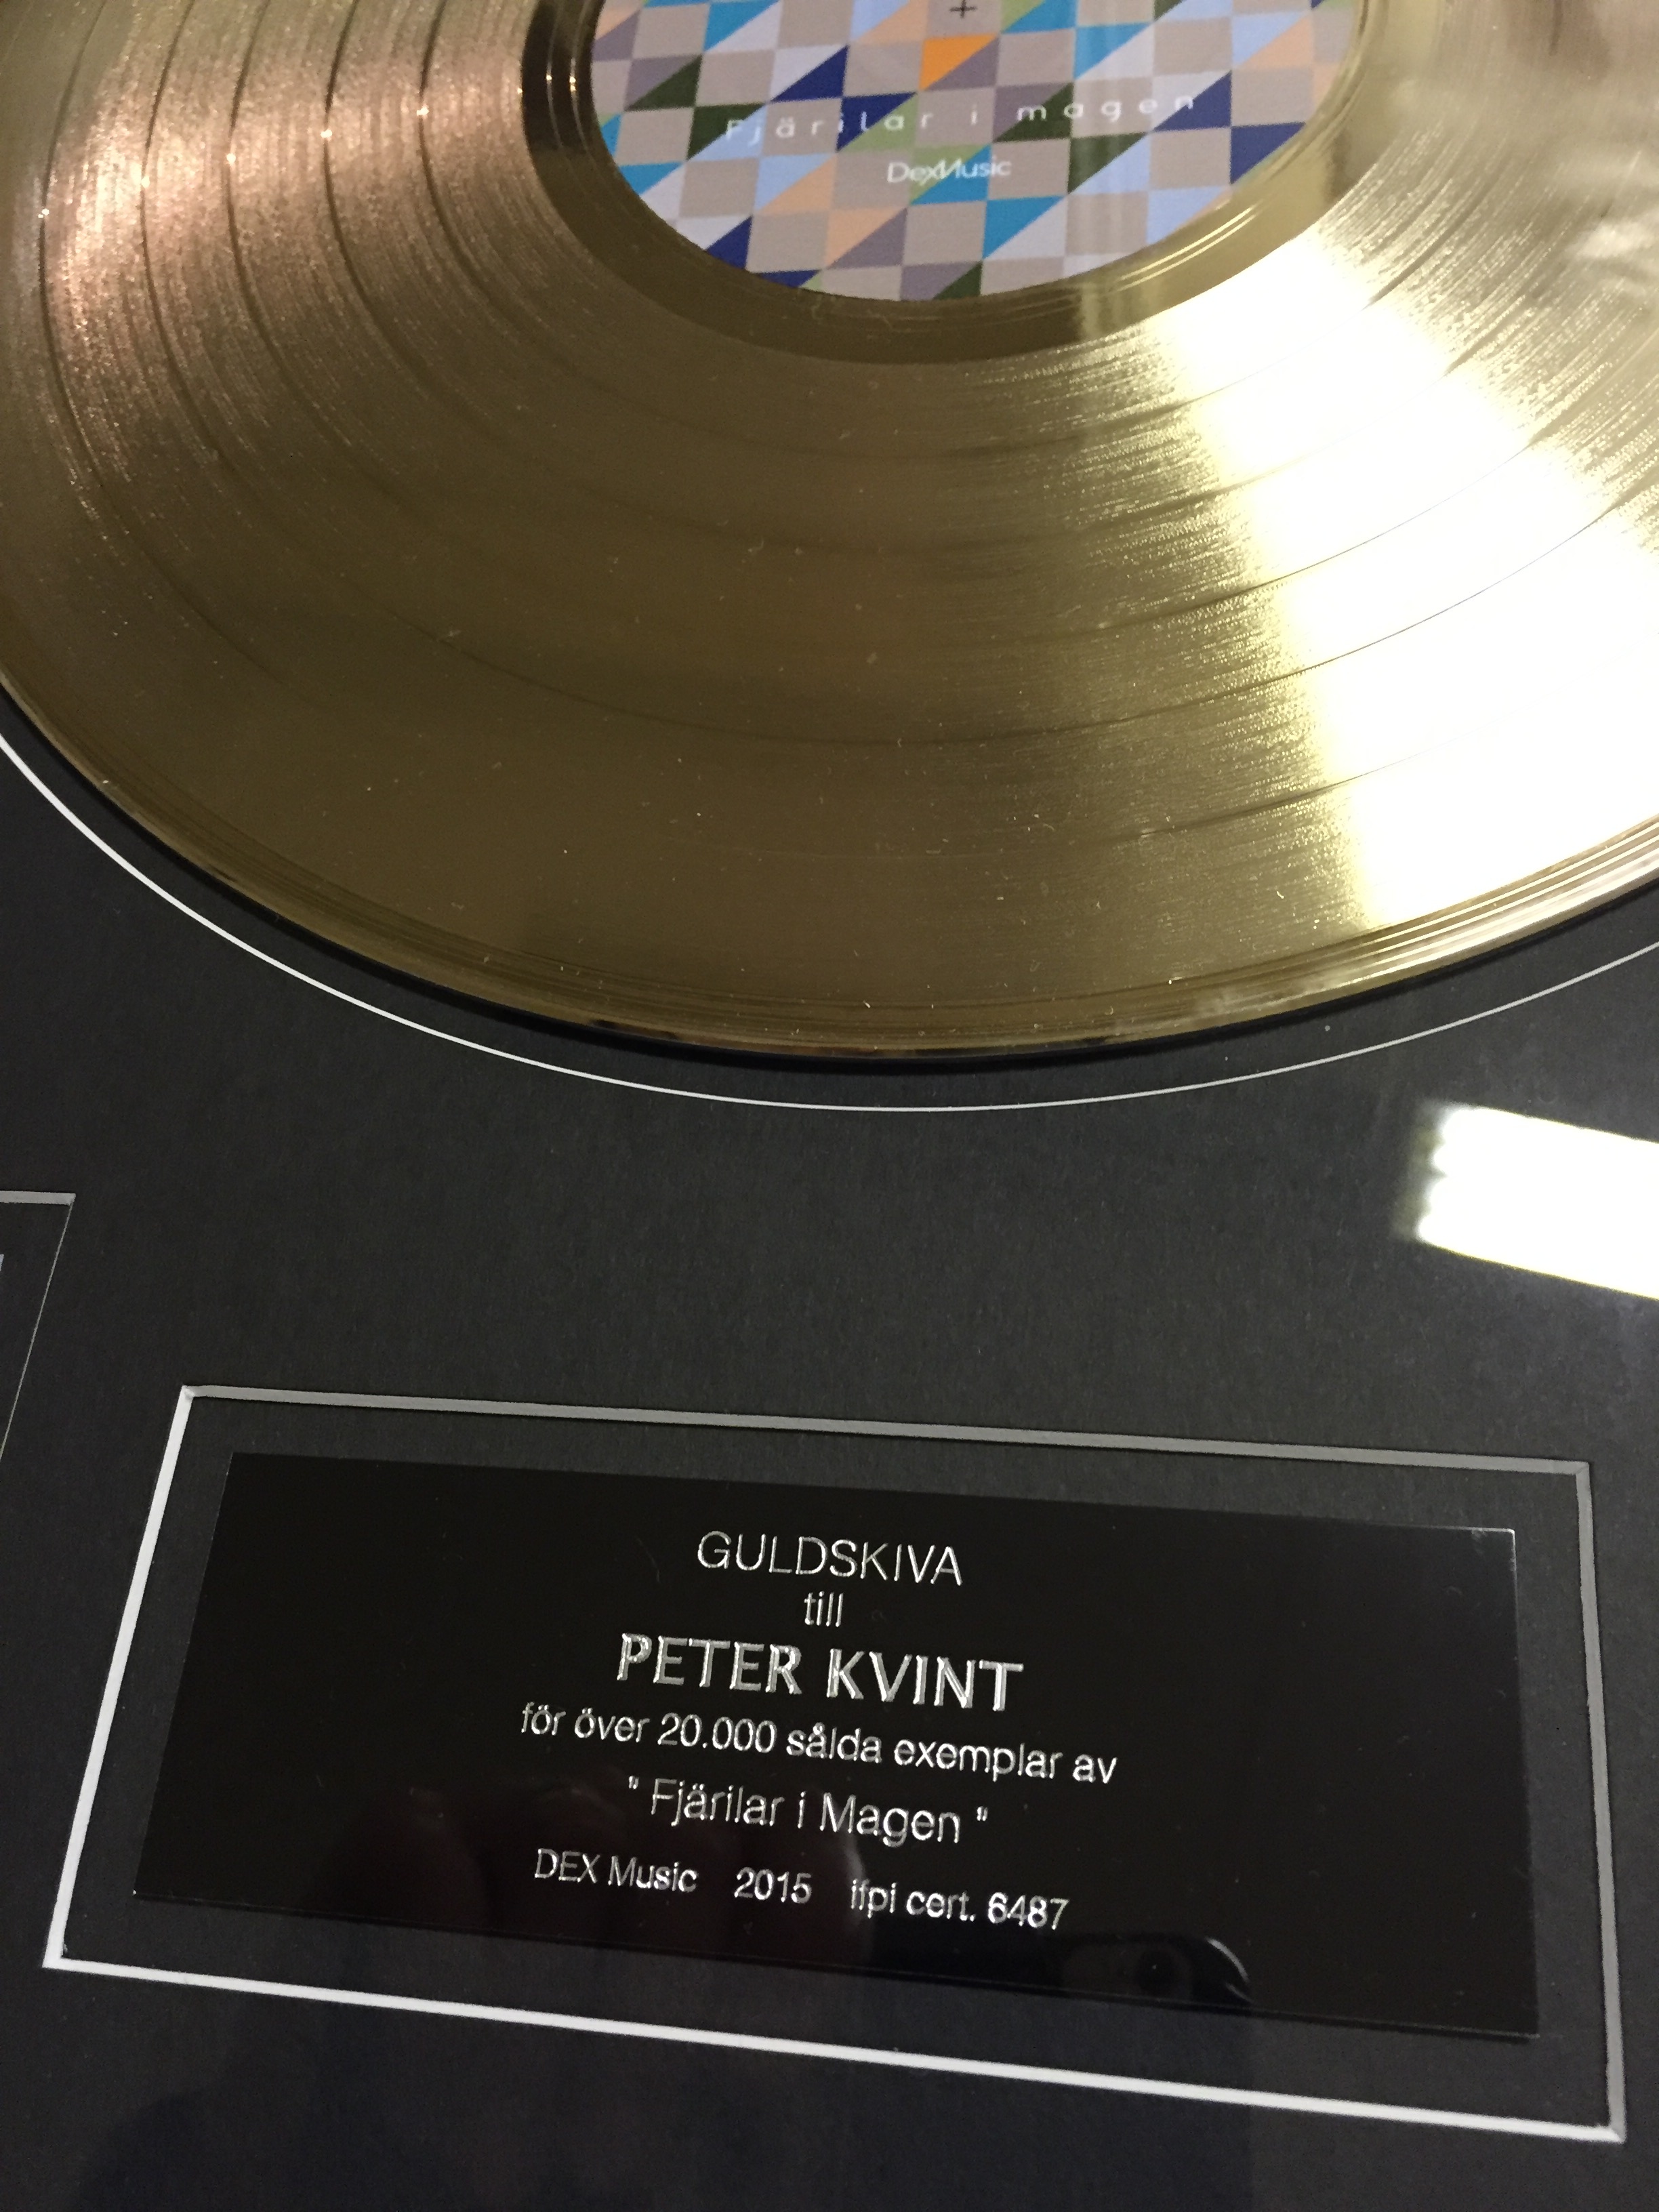 +
Fjärilar i magen
DexMusic
GULDSKIVA
till
PETER KVINT
för över 20.000 sålda exemplar av
" Fjärilar i Magen "
DEX Music 2015 ifpi cert. 6487